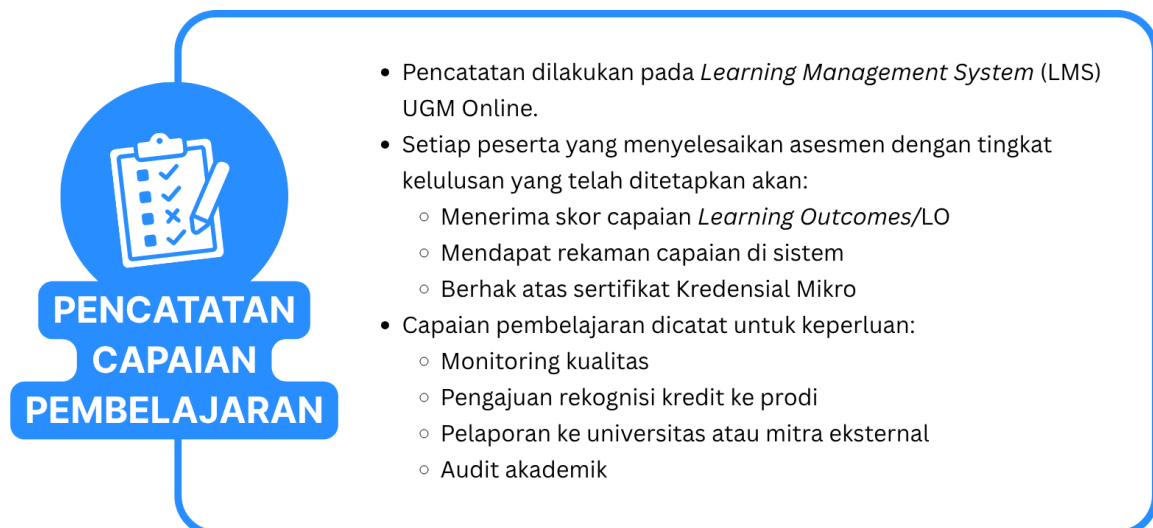 PENCATATAN
CAPAIAN
PEMBELAJARAN
• Pencatatan dilakukan pada Learning Management System (LMS)
UGM Online.
• Setiap peserta yang menyelesaikan asesmen dengan tingkat
kelulusan yang telah ditetapkan akan:
◦ Menerima skor capaian Learning Outcomes/LO
◦ Mendapat rekaman capaian di sistem
◦ Berhak atas sertifikat Kredensial Mikro
• Capaian pembelajaran dicatat untuk keperluan:
◦ Monitoring kualitas
◦ Pengajuan rekognisi kredit ke prodi
◦ Pelaporan ke universitas atau mitra eksternal
◦ Audit akademik